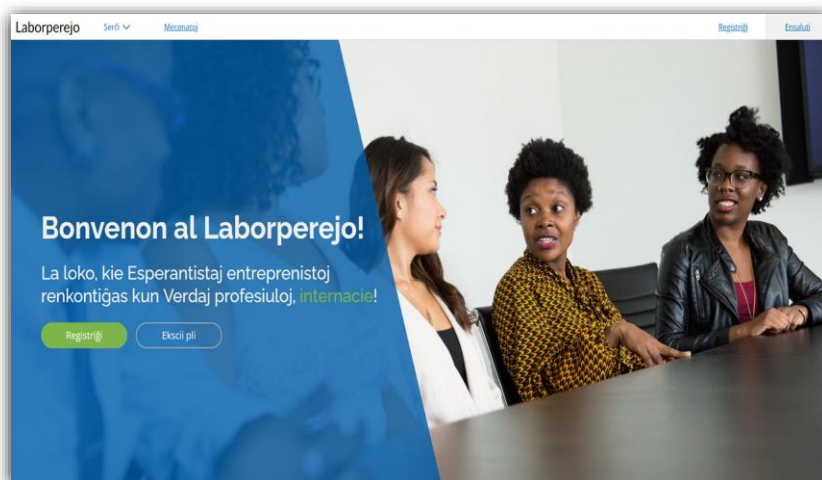 Laborperejo Serĉi Mecenatoj Registriĝi Ensaluti
Bonvenon al Laborperejo!
La loko, kie Esperantistaj entreprenistoj
renkontiĝas kun Verdaj profesiuloj, internacie!
Registriĝi Ekscii pli